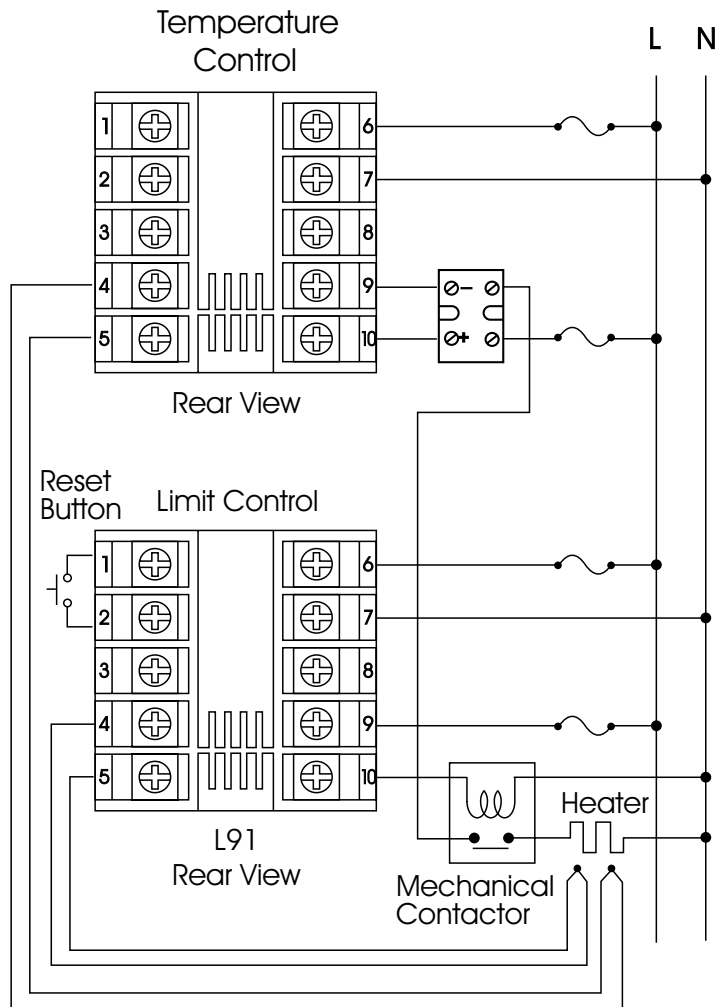 Temperature
Control
L N
1 6
2 7
3 8
4 9 −
5 10 +
Rear View
Reset
Button
Limit Control
1 6
2 7
3 8
4 9
5 10
Heater
L91
Rear View
Mechanical
Contactor